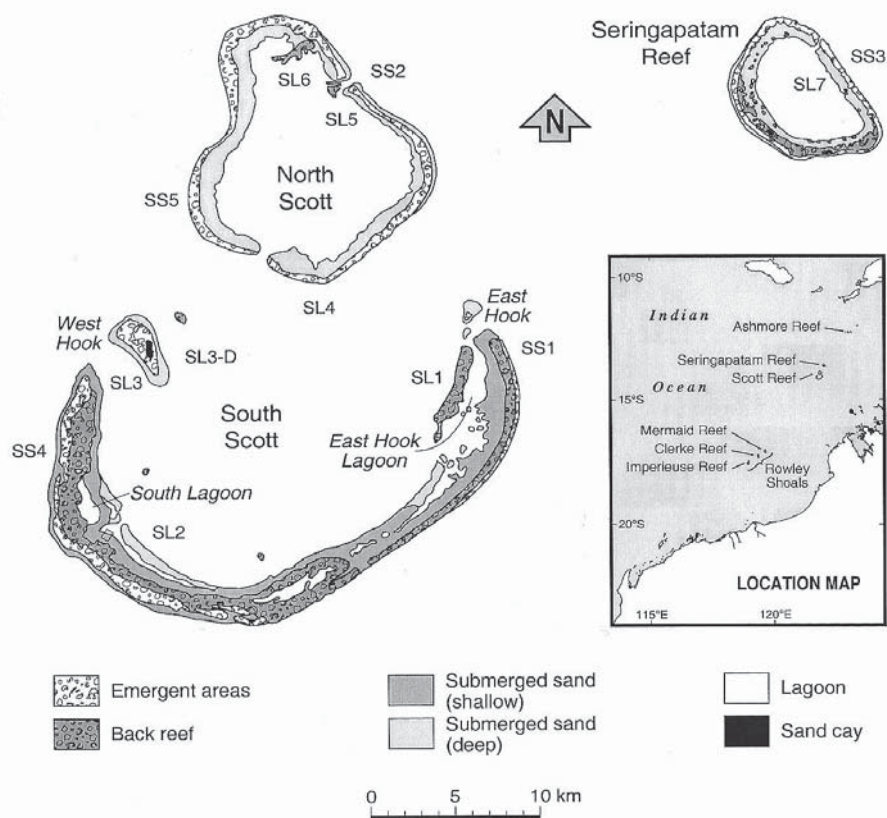 Seringapatam
Reef
SS3
SL7
SL6
SS2
SL5
N
North
Scott
SS5
SL4
East
Hook
West
Hook
SL3-D
SL3
SL1
SS1
South
Scott
East Hook
Lagoon
SS4
South Lagoon
SL2
10°S
Indian
Ashmore Reef
Seringapatam Reef
Scott Reef
Ocean
15°S
Mermaid Reef
Clerke Reef
Imperieuse Reef
Rowley
Shoals
20°S
LOCATION MAP
115°E
120°E
Emergent areas
Back reef
Submerged sand
(shallow)
Submerged sand
(deep)
Lagoon
Sand cay
0 5 10 km